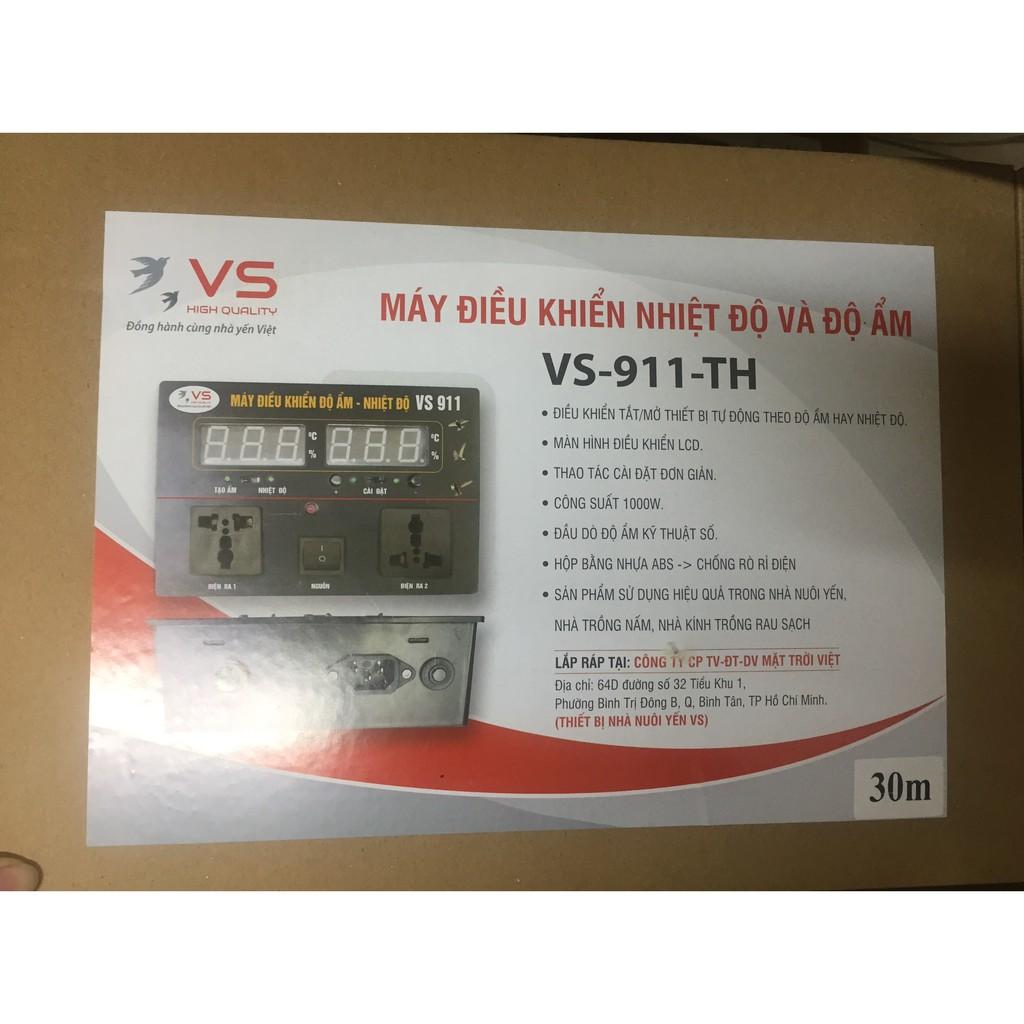 VS
HIGH QUALITY
Đồng hành cùng nhà yến Việt
MÁY ĐIỀU KHIỂN NHIỆT ĐỘ VÀ ĐỘ ẨM
VS-911-TH
VS
MÁY ĐIỀU KHIỂN ĐỘ ẨM - NHIỆT ĐỘ VS 911
8.8.8 °C % 8.8.8 °C %
TẠO ẨM NHIỆT ĐỘ + CÀI ĐẶT -
ĐIỆN RA 1 NGUỒN ĐIỆN RA 2
• ĐIỀU KHIỂN TẮT/MỞ THIẾT BỊ TỰ ĐỘNG THEO ĐỘ ẨM HAY NHIỆT ĐỘ.
• MÀN HÌNH ĐIỀU KHIỂN LCD.
• THAO TÁC CÀI ĐẶT ĐƠN GIẢN.
• CÔNG SUẤT 1000W.
• ĐẦU DÒ ĐỘ ẨM KỸ THUẬT SỐ.
• HỘP BẰNG NHỰA ABS -> CHỐNG RÒ RỈ ĐIỆN
• SẢN PHẨM SỬ DỤNG HIỆU QUẢ TRONG NHÀ NUÔI YẾN,
NHÀ TRỒNG NẤM, NHÀ KÍNH TRỒNG RAU SẠCH
LẮP RÁP TẠI: CÔNG TY CP TV-ĐT-DV MẶT TRỜI VIỆT
Địa chỉ: 64D đường số 32 Tiểu Khu 1,
Phường Bình Trị Đông B, Q, Bình Tân, TP Hồ Chí Minh.
(THIẾT BỊ NHÀ NUÔI YẾN VS)
30m